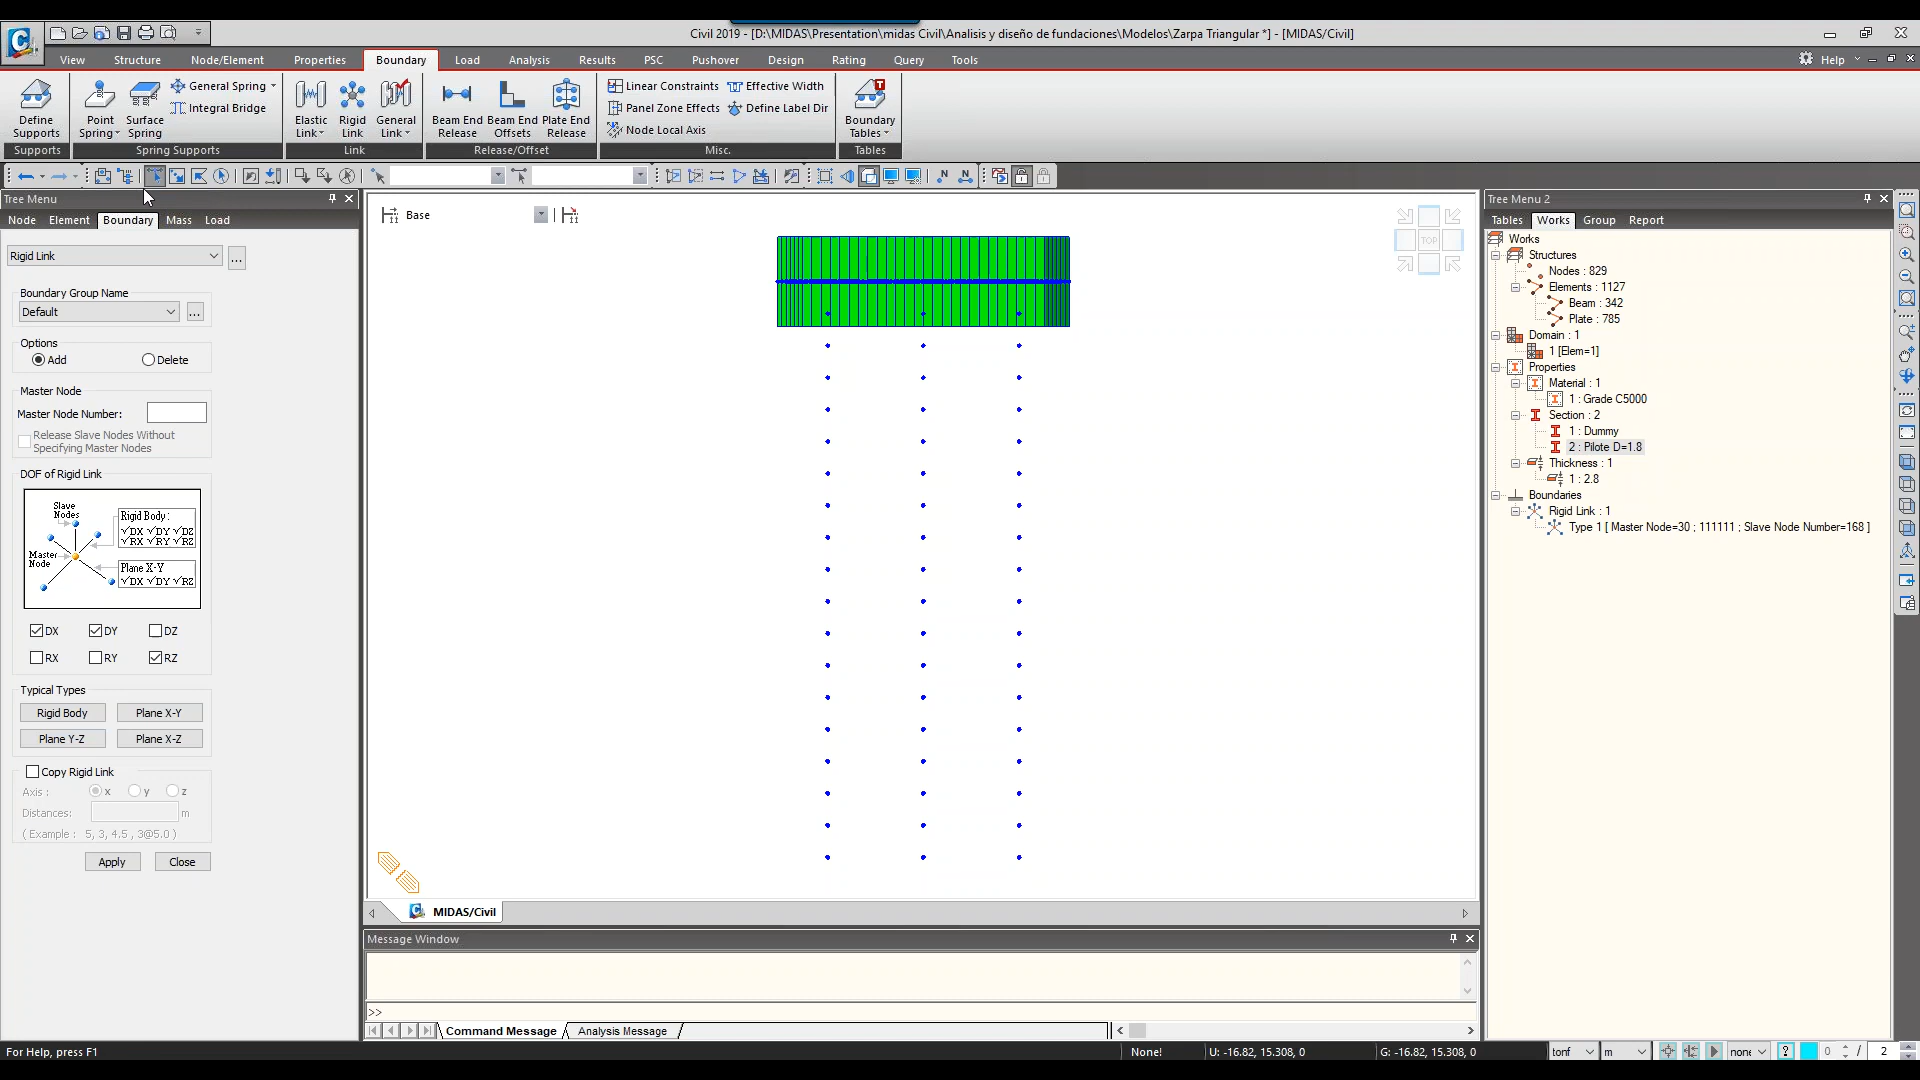 Civil 2019 - [D:\MIDAS\Presentation\midas Civil\Analisis y diseño de fundaciones\Modelos\Zarpa Triangular *] - [MIDAS/Civil]
View Structure Node/Element Properties Boundary Load Analysis Results PSC Pushover Design Rating Query Tools Help
Define Supports
Point Spring
Surface Spring
General Spring
Integral Bridge
Elastic Link
Rigid Link
General Link
Beam End Release
Beam End Offsets
Plate End Release
Linear Constraints
Effective Width
Panel Zone Effects
Define Label Dir
Node Local Axis
Boundary Tables
Supports Spring Supports Link Release/Offset Misc. Tables
Tree Menu
Node Element Boundary Mass Load
Rigid Link
...
Boundary Group Name
Default
...
Options
Add Delete
Master Node
Master Node Number:
Release Slave Nodes Without
Specifying Master Nodes
DOF of Rigid Link
Slave
Nodes
Rigid Body :
√DX √DY √DZ
√RX √RY √RZ
Master
Node
Plane X-Y
√DX √DY √RZ
DX DY DZ
RX RY RZ
Typical Types
Rigid Body Plane X-Y
Plane Y-Z Plane X-Z
Copy Rigid Link
Axis : x y z
Distances: m
( Example : 5, 3, 4.5 , 3@5.0 )
Apply Close
Base
TOP
MIDAS/Civil
Message Window
>>
Command Message Analysis Message
Tree Menu 2
Tables Works Group Report
Works
Structures
Nodes : 829
Elements : 1127
Beam : 342
Plate : 785
Domain : 1
1 [Elem=1]
Properties
Material : 1
1 : Grade C5000
Section : 2
1 : Dummy
2 : Pilote D=1.8
Thickness : 1
1 : 2.8
Boundaries
Rigid Link : 1
Type 1 [ Master Node=30 ; 111111 ; Slave Node Number=168 ]
For Help, press F1
None! U: -16.82, 15.308, 0 G: -16.82, 15.308, 0 tonf m none ? 0 / 2